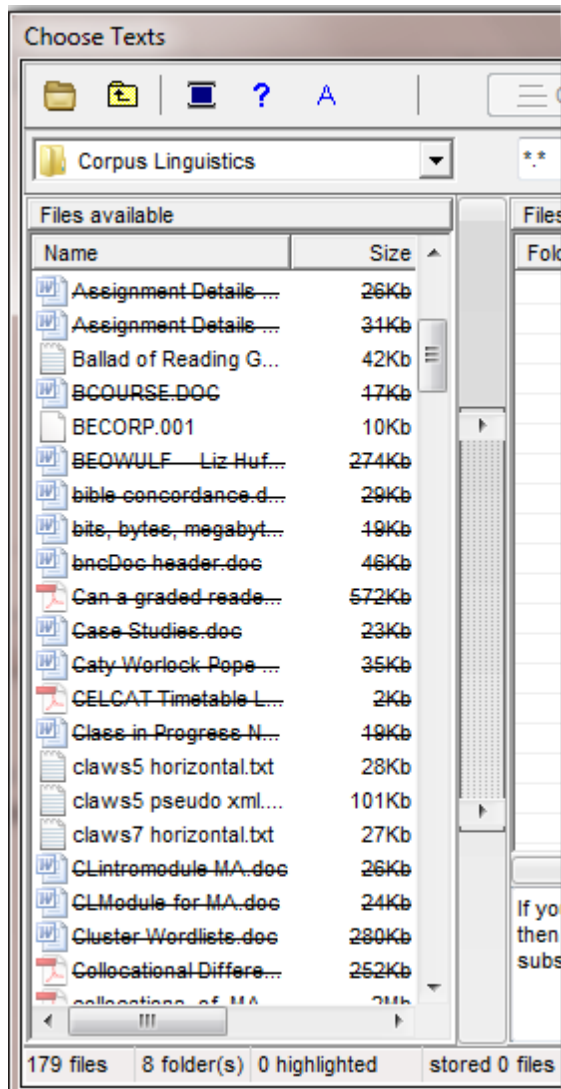 Choose Texts
? A
Corpus Linguistics *.*
Files available Files
Name Size Fold
Assignment Details ... 26Kb
Assignment Details ... 31Kb
Ballad of Reading G... 42Kb
BCOURSE.DOC 17Kb
BECORP.001 10Kb
BEOWULF Liz Huf... 274Kb
bible concordance.d... 29Kb
bits, bytes, megabyt... 19Kb
bncDoc header.doc 46Kb
Can a graded reade... 572Kb
Case Studies.doc 23Kb
Caty Worlock Pope ... 35Kb
CELCAT Timetable L... 2Kb
Class in Progress N... 19Kb
claws5 horizontal.txt 28Kb
claws5 pseudo xml.... 101Kb
claws7 horizontal.txt 27Kb
CLintromodule MA.doc 26Kb
CLModule for MA.doc 24Kb
Cluster Wordlists.doc 280Kb
Collocational Differe... 252Kb
collocations of MA 2Mb
If you
then
subs
179 files 8 folder(s) 0 highlighted stored 0 files